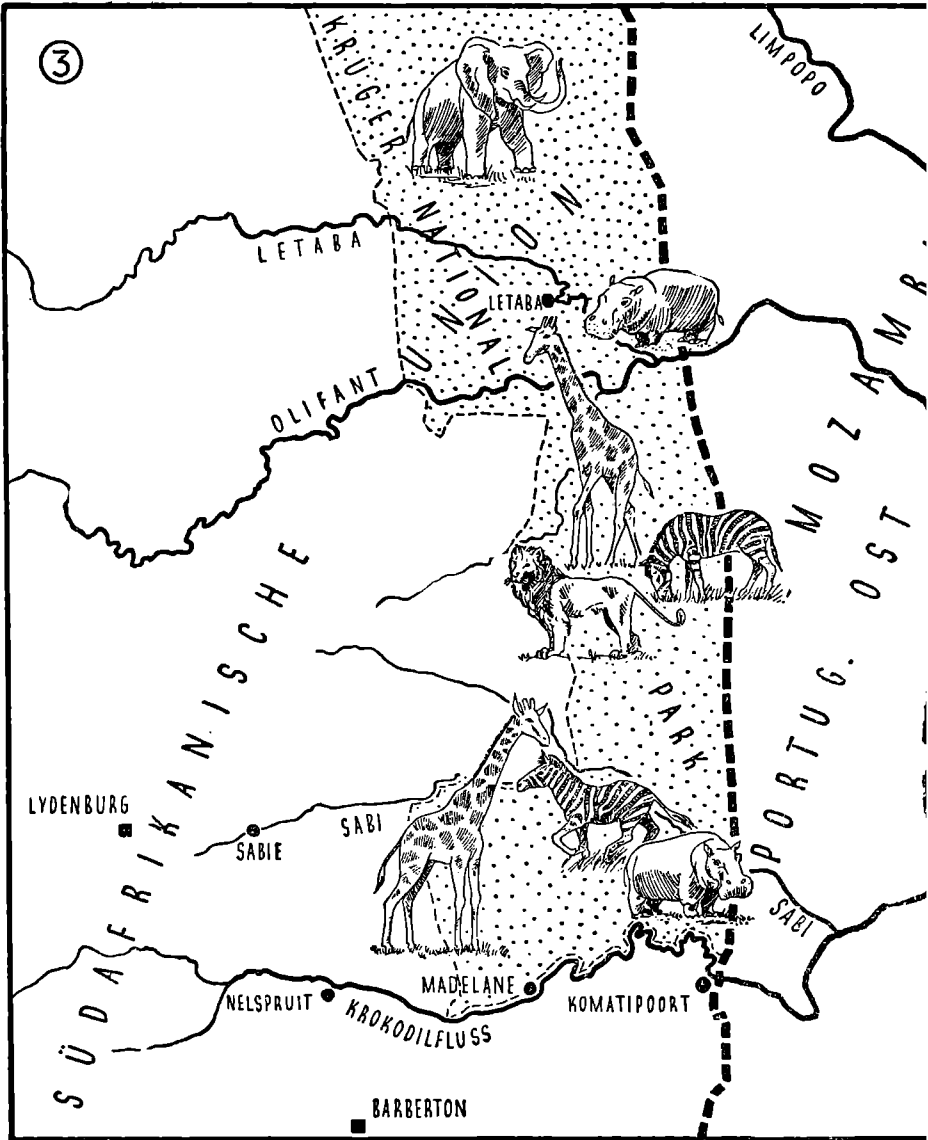 3
KRÜGER NATIONAL PARK
LIMPOPO
LETABA
LETABA
OLIFANT
SÜDAFRIKANISCHE UNION
PORTUG. OST
LYDENBURG
SABIE
SABI
SABI
NELSPRUIT
KROKODILFLUSS
MADELANE
KOMATIPOORT
BARBERTON
MOZAMB.